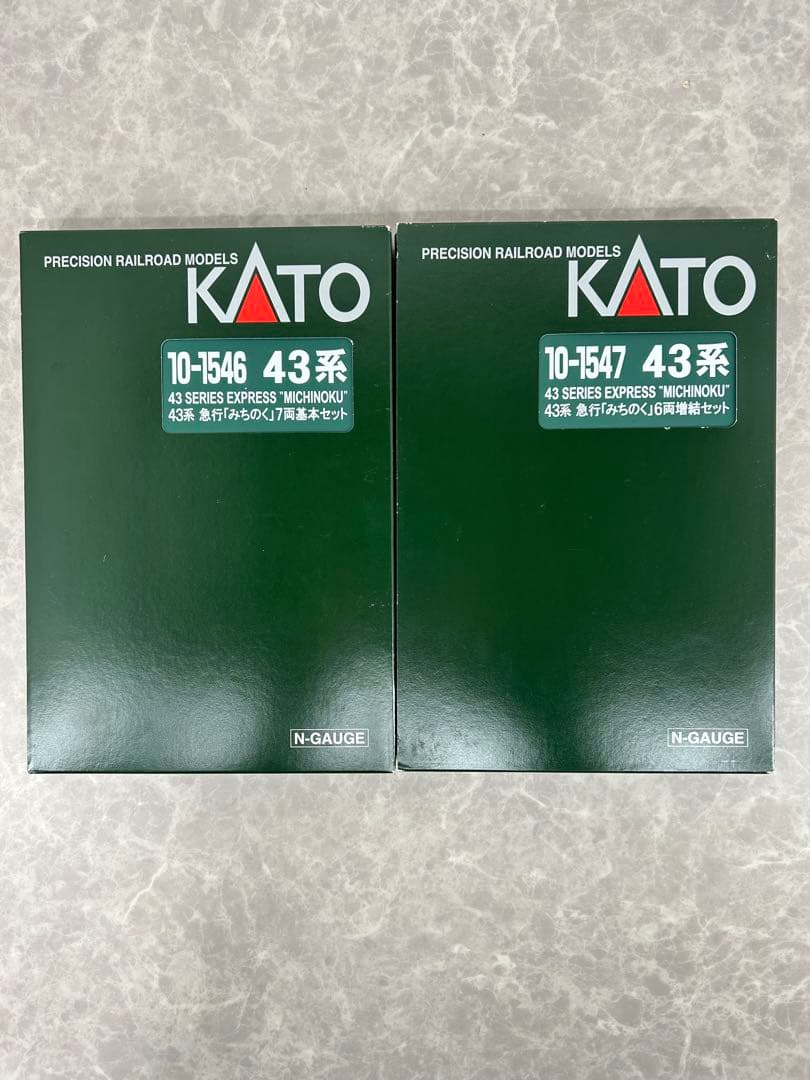 PRECISION RAILROAD MODELS
KATO
10-1546 43系
43 SERIES EXPRESS "MICHINOKU"
43系 急行「みちのく」7両基本セット
N-GAUGE
PRECISION RAILROAD MODELS
KATO
10-1547 43系
43 SERIES EXPRESS "MICHINOKU"
43系 急行「みちのく」6両増結セット
N-GAUGE